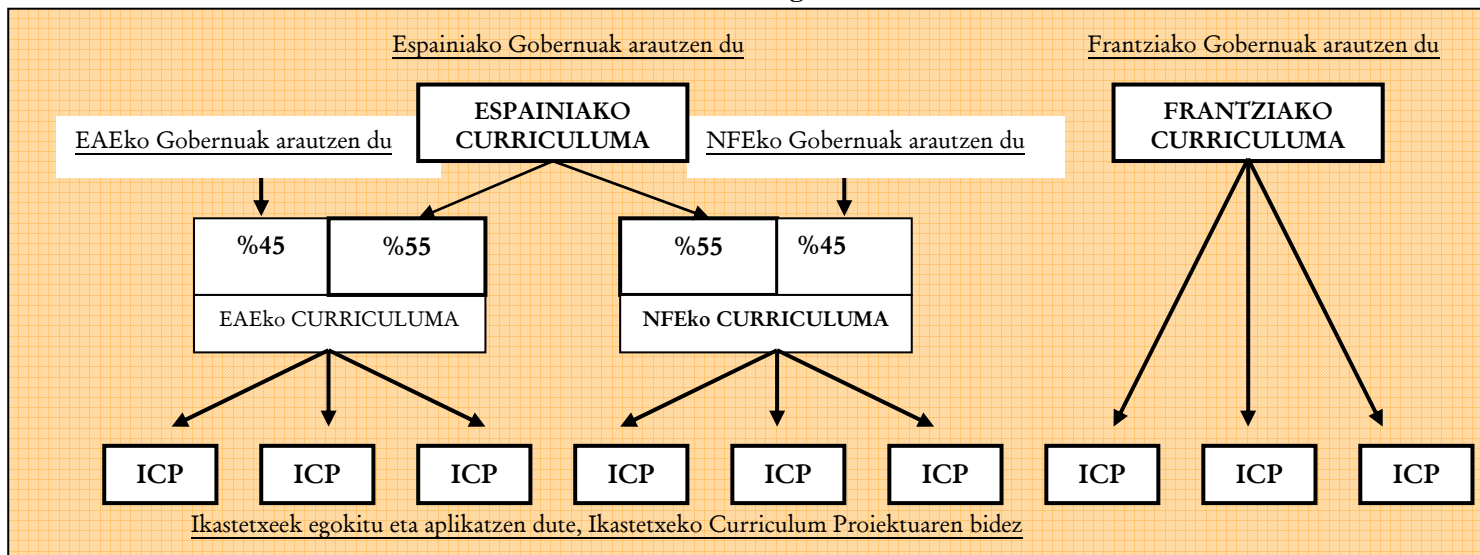 Espainiako Gobernuak arautzen du
Frantziako Gobernuak arautzen du
ESPAINIAKO
CURRICULUMA
FRANTZIAKO
CURRICULUMA
EAEko Gobernuak arautzen du
NFEko Gobernuak arautzen du
%45
%55
%55
%45
EAEko CURRICULUMA
NFEko CURRICULUMA
ICP
ICP
ICP
ICP
ICP
ICP
ICP
ICP
ICP
Ikastetxeek egokitu eta aplikatzen dute, Ikastetxeko Curriculum Proiektuaren bidez